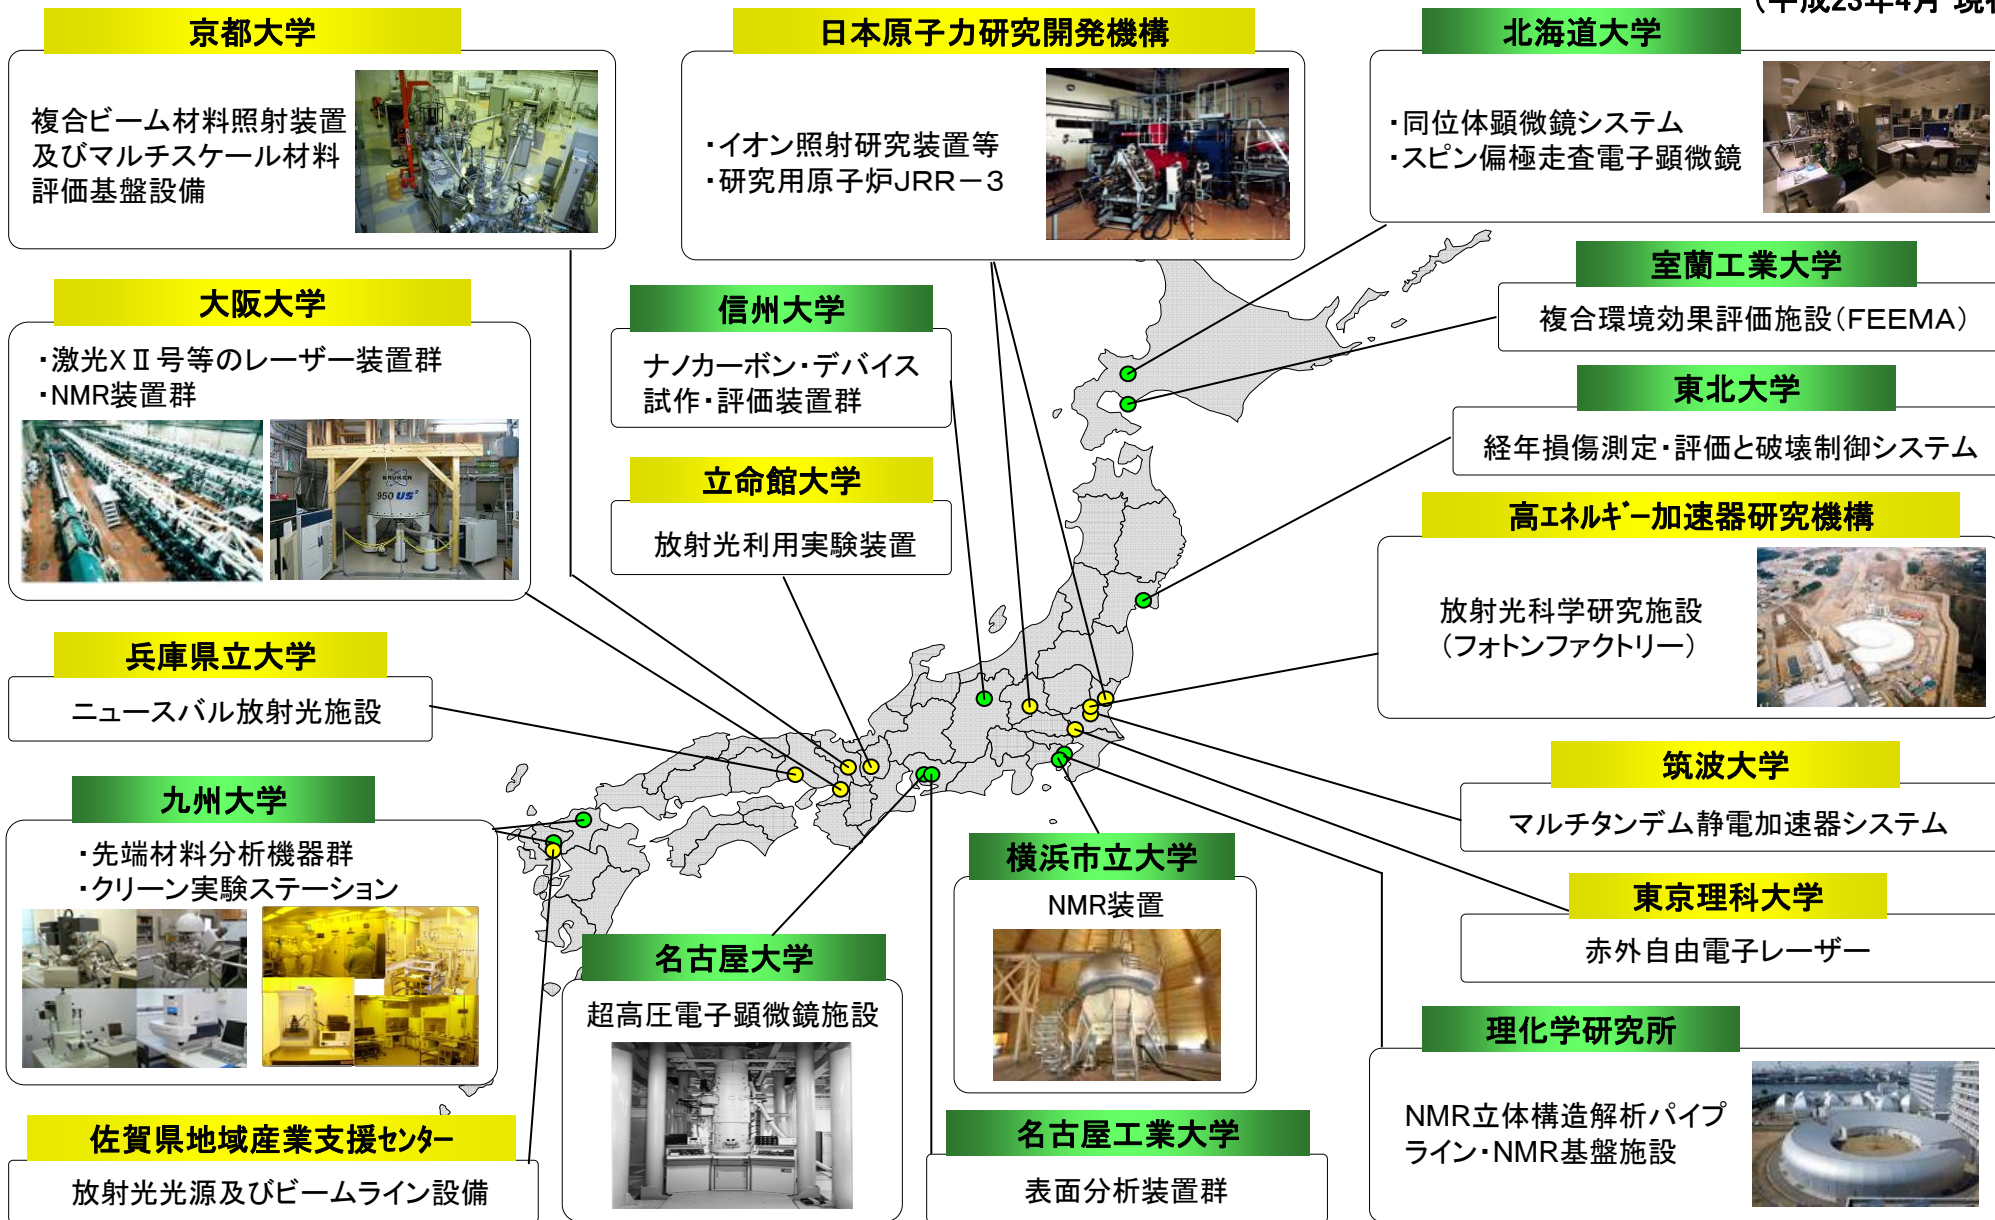 (平成23年4月 現在
京都大学
複合ビーム材料照射装置
及びマルチスケール材料
評価基盤設備
日本原子力研究開発機構
・イオン照射研究装置等
・研究用原子炉JRR－3
北海道大学
・同位体顕微鏡システム
・スピン偏極走査電子顕微鏡
室蘭工業大学
複合環境効果評価施設(FEEMA)
大阪大学
・激光XⅡ号等のレーザー装置群
・NMR装置群
BRUKER
950 US²
信州大学
ナノカーボン・デバイス
試作・評価装置群
東北大学
経年損傷測定・評価と破壊制御システム
立命館大学
放射光利用実験装置
高エネルギー加速器研究機構
放射光科学研究施設
(フォトンファクトリー)
兵庫県立大学
ニュースバル放射光施設
筑波大学
マルチタンデム静電加速器システム
九州大学
・先端材料分析機器群
・クリーン実験ステーション
横浜市立大学
NMR装置
東京理科大学
赤外自由電子レーザー
名古屋大学
超高圧電子顕微鏡施設
理化学研究所
NMR立体構造解析パイプ
ライン・NMR基盤施設
佐賀県地域産業支援センター
放射光光源及びビームライン設備
名古屋工業大学
表面分析装置群